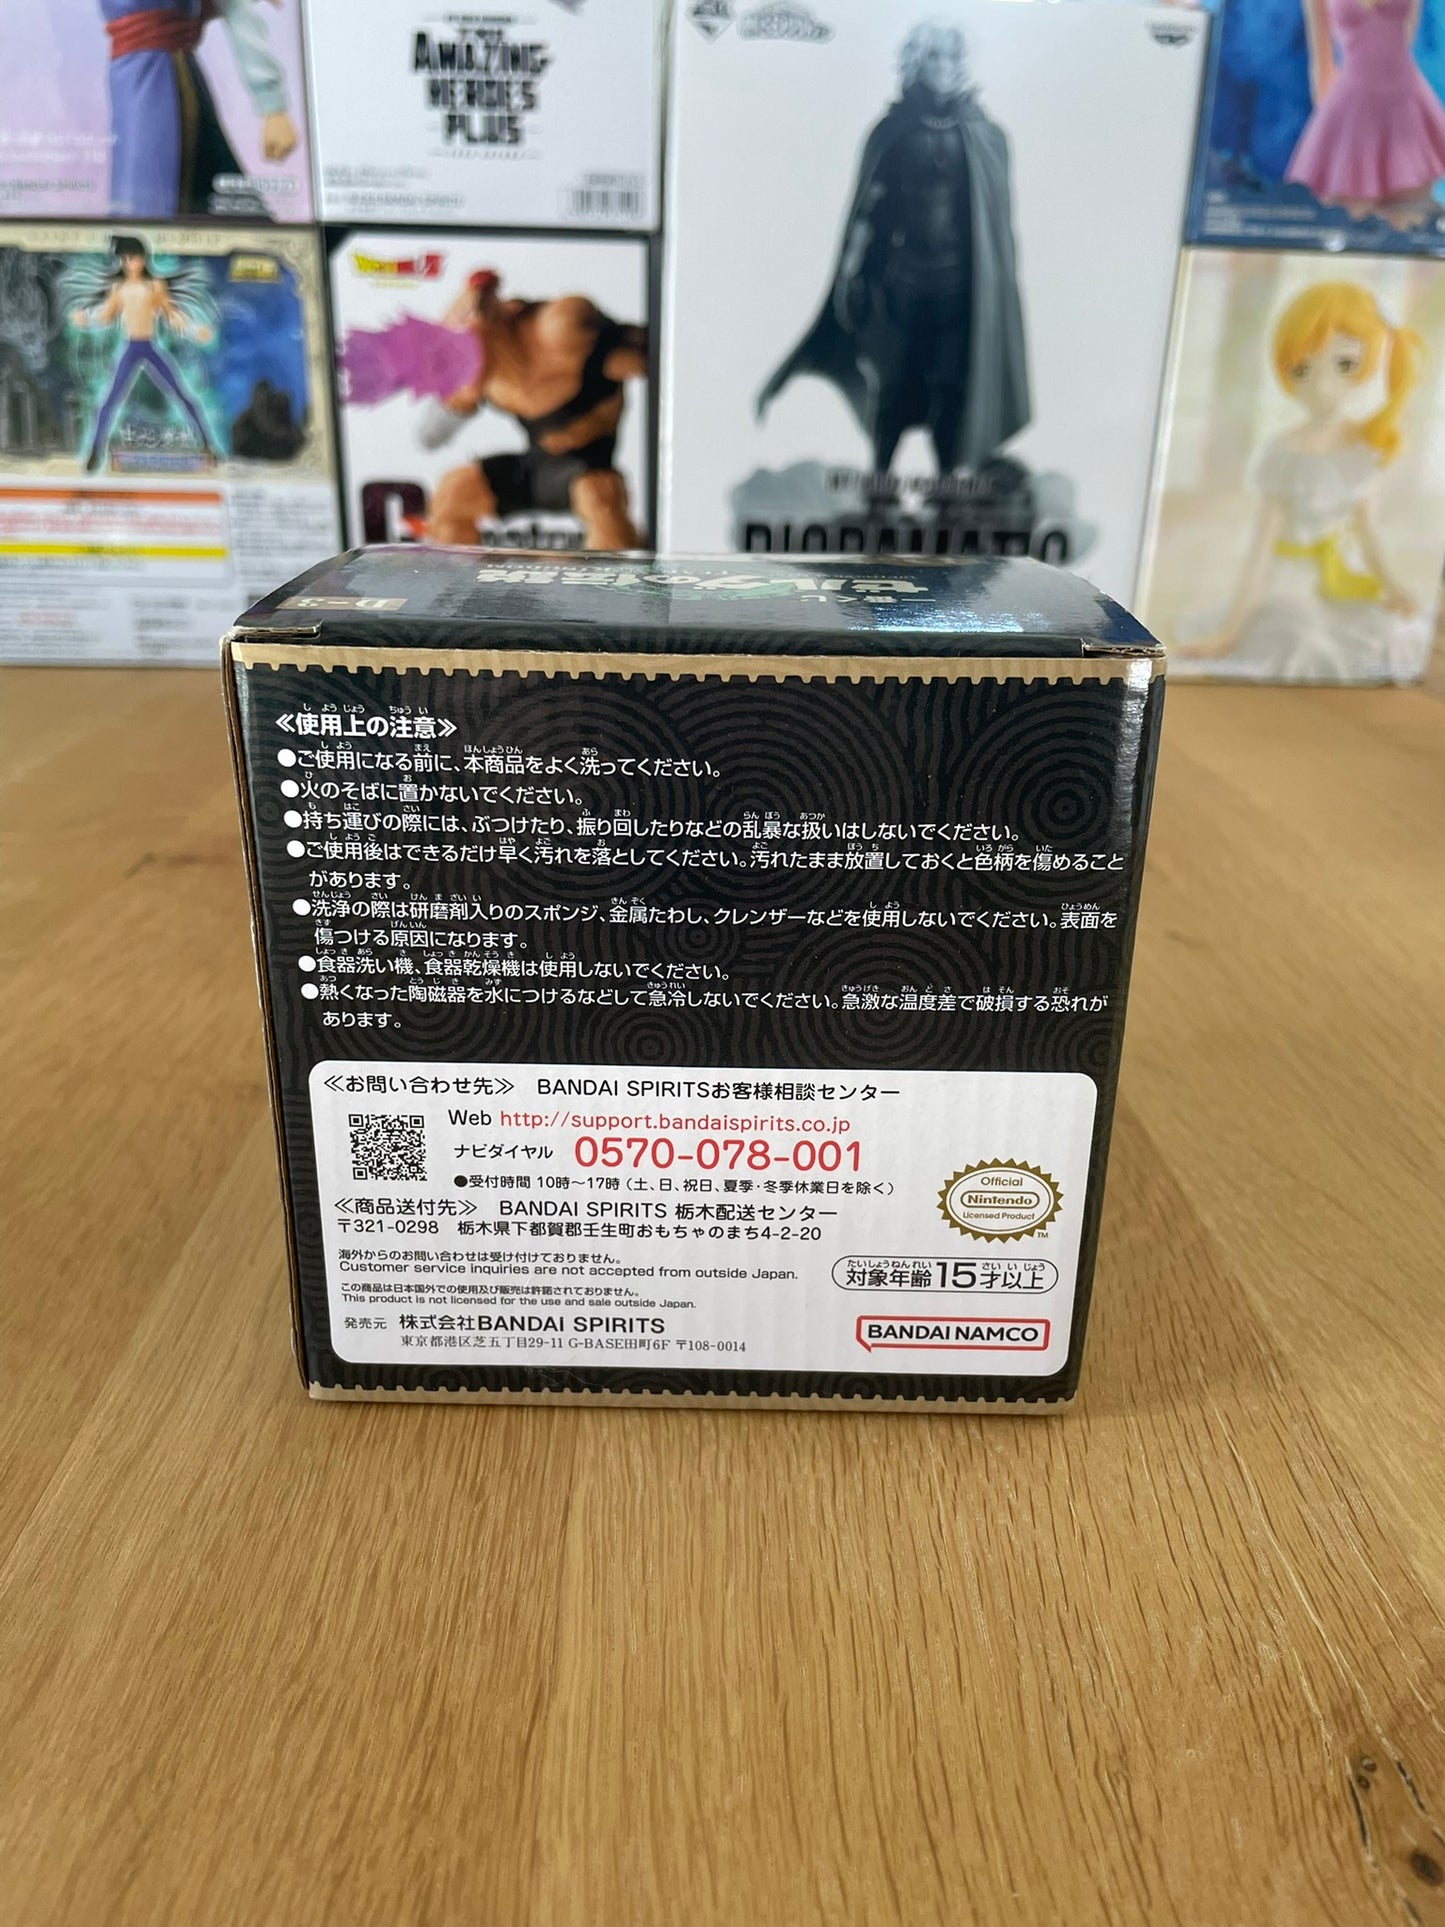 THE
AMAZING
HEROES
PLUS
DRAGON BALL Z
DIORAMATIC
一番くじ
ゼルダの伝説
D-3
≪使用上の注意≫
●ご使用になる前に、本商品をよく洗ってください。
●火のそばに置かないでください。
●持ち運びの際には、ぶつけたり、振り回したりなどの乱暴な扱いはしないでください。
●ご使用後はできるだけ早く汚れを落としてください。汚れたまま放置しておくと色柄を傷めること
があります。
●洗浄の際は研磨剤入りのスポンジ、金属たわし、クレンザーなどを使用しないでください。表面を
傷つける原因になります。
●食器洗い機、食器乾燥機は使用しないでください。
●熱くなった陶磁器を水につけるなどして急冷しないでください。急激な温度差で破損する恐れが
あります。
≪お問い合わせ先≫ BANDAI SPIRITSお客様相談センター
Web http://support.bandaispirits.co.jp
ナビダイヤル 0570-078-001
●受付時間 10時～17時（土、日、祝日、夏季・冬季休業日を除く）
≪商品送付先≫ BANDAI SPIRITS 栃木配送センター
〒321-0298 栃木県下都賀郡壬生町おもちゃのまち4-2-20
海外からのお問い合わせは受け付けておりません。
Customer service inquiries are not accepted from outside Japan.
この商品は日本国外での使用及び販売は許諾されておりません。
This product is not licensed for the use and sale outside Japan.
発売元 株式会社BANDAI SPIRITS
東京都港区芝五丁目29-11 G-BASE田町6F 〒108-0014
Official
Nintendo
Licensed Product
TM
対象年齢15才以上
BANDAI NAMCO